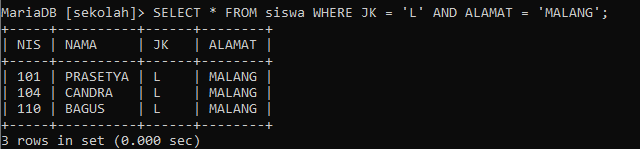 MariaDB [sekolah]> SELECT * FROM siswa WHERE JK = 'L' AND ALAMAT = 'MALANG';
+-----+-----------+------+--------+
| NIS | NAMA      | JK   | ALAMAT |
+-----+-----------+------+--------+
| 101 | PRASETYA  | L    | MALANG |
| 104 | CANDRA    | L    | MALANG |
| 110 | BAGUS     | L    | MALANG |
+-----+-----------+------+--------+
3 rows in set (0.000 sec)